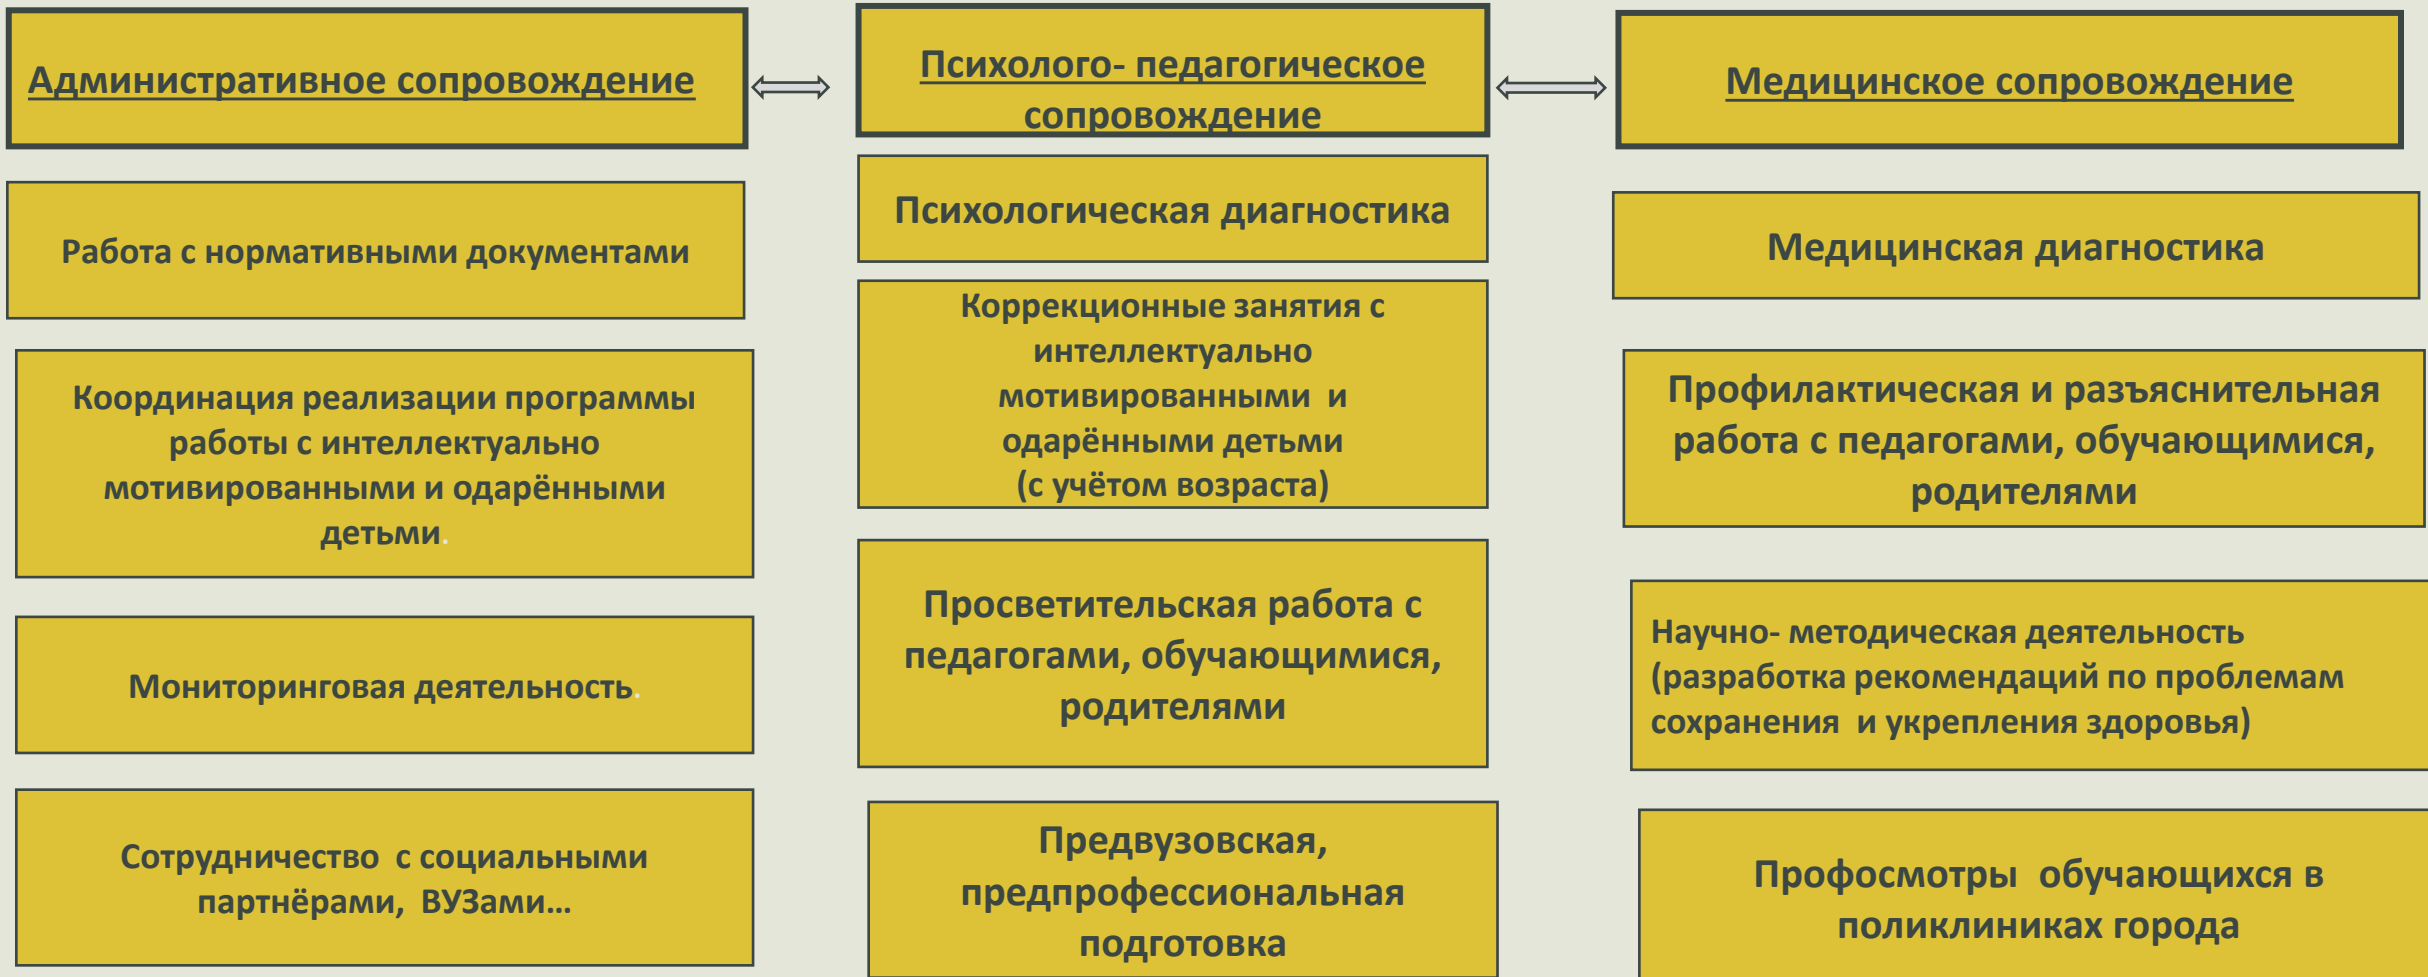 Административное сопровождение
Работа с нормативными документами
Координация реализации программы
работы с интеллектуально
мотивированными и одарёнными
детьми.
Мониторинговая деятельность.
Сотрудничество с социальными
партнёрами, ВУЗами...
Психолого- педагогическое
сопровождение
Психологическая диагностика
Коррекционные занятия с
интеллектуально
мотивированными и
одарёнными детьми
(с учётом возраста)
Просветительская работа с
педагогами, обучающимися,
родителями
Предвузовская,
предпрофессиональная
подготовка
Медицинское сопровождение
Медицинская диагностика
Профилактическая и разъяснительная
работа с педагогами, обучающимися,
родителями
Научно- методическая деятельность
(разработка рекомендаций по проблемам
сохранения и укрепления здоровья)
Профосмотры обучающихся в
поликлиниках города